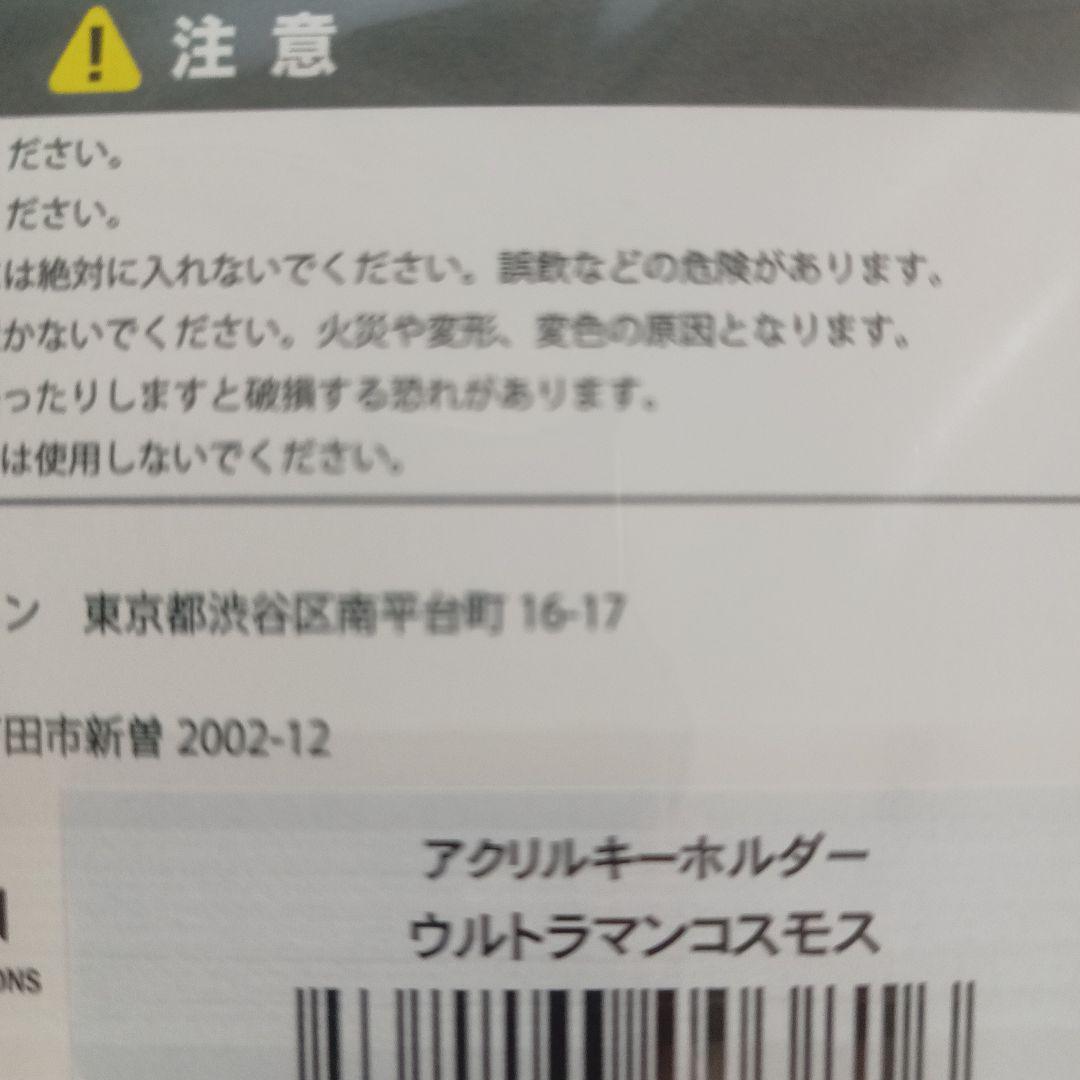 注意
ださい。
ださい。
は絶対に入れないでください。誤飲などの危険があります。
かないでください。火災や変形、変色の原因となります。
ったりしますと破損する恐れがあります。
は使用しないでください。
ン 東京都渋谷区南平台町 16-17
田市新曽 2002-12
アクリルキーホルダー
ウルトラマンコスモス
ONS